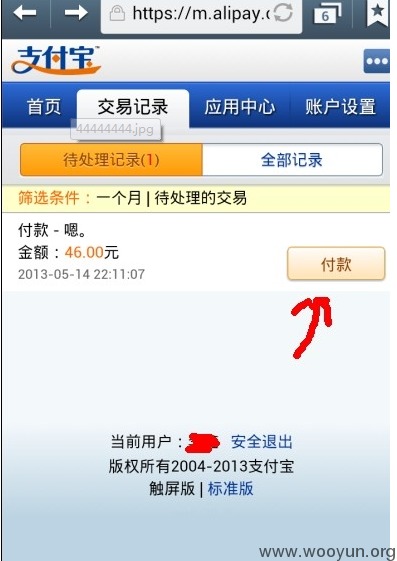 https://m.alipay.c
6
支付宝™
首页 交易记录 应用中心 账户设置
44444444.jpg
待处理记录(1) 全部记录
筛选条件：一个月 | 待处理的交易
付款 - 嗯。
金额：46.00元
付款
2013-05-14 22:11:07
当前用户： 安全退出
版权所有2004-2013支付宝
触屏版 | 标准版
www.wooyun.org